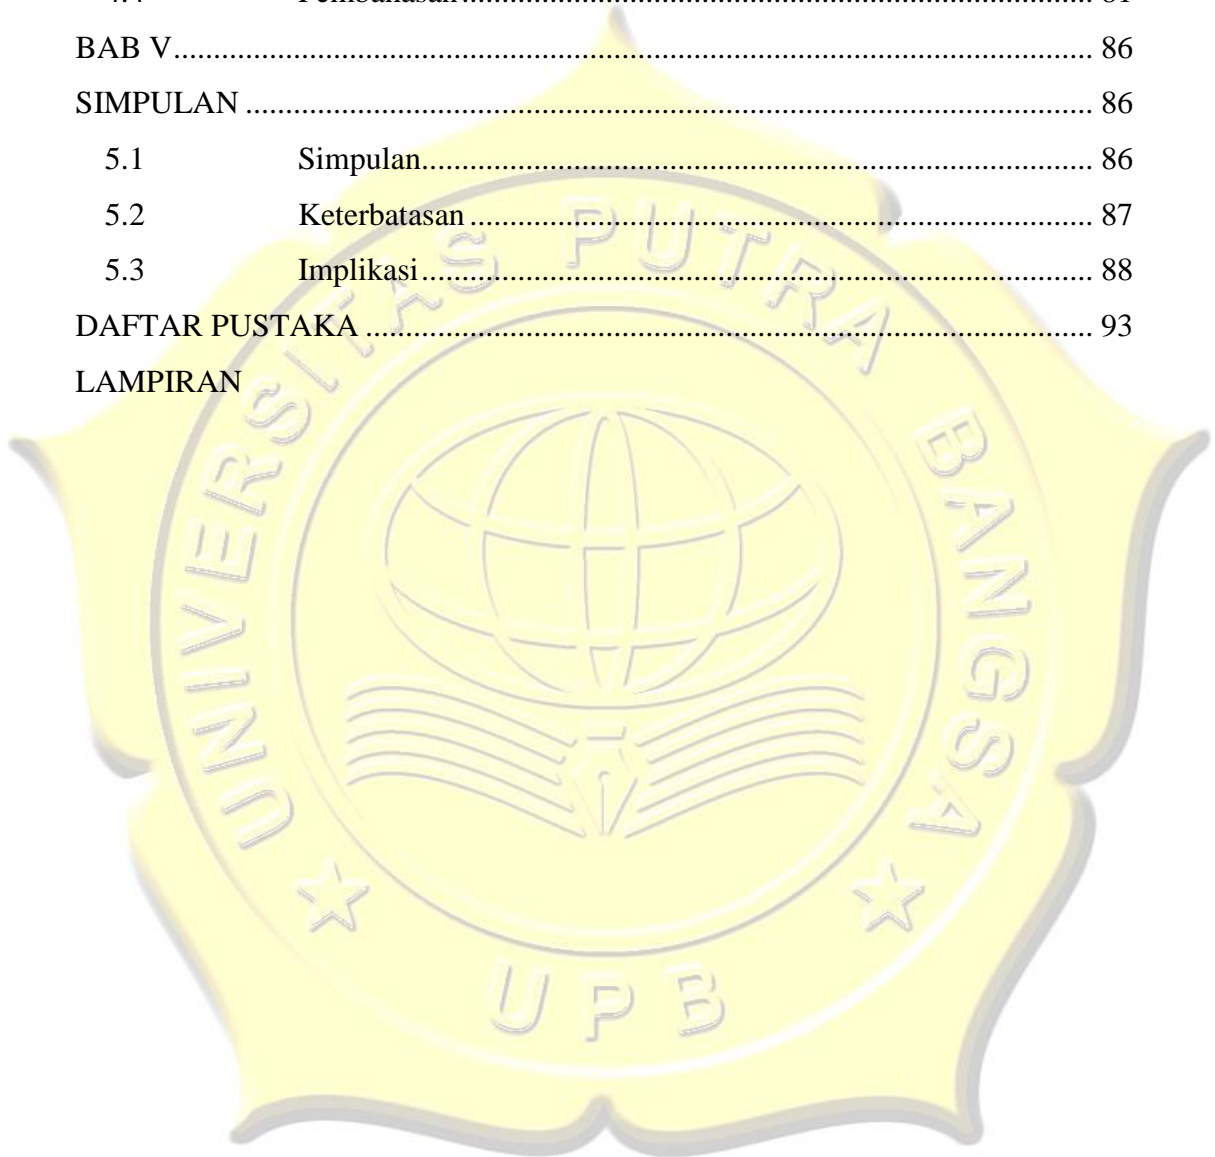 BAB V 86
SIMPULAN 86
5.1 Simpulan 86
5.2 Keterbatasan 87
5.3 Implikasi 88
DAFTAR PUSTAKA 93
LAMPIRAN
UNIVERSITAS PUTRA BANGSA
UPB